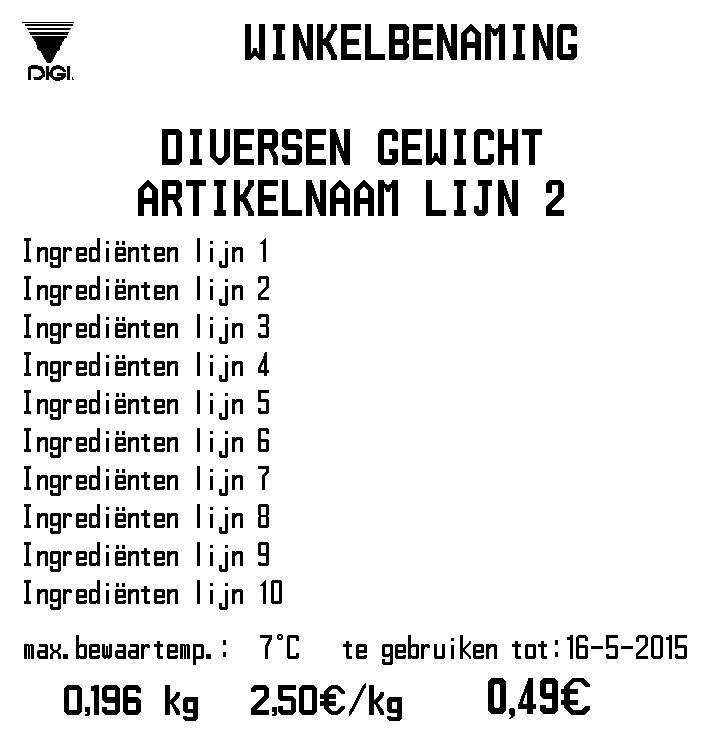 DIGI.
WINKELBENAMING
DIVERSEN GEWICHT
ARTIKELNAAM LIJN 2
Ingrediënten lijn 1
Ingrediënten lijn 2
Ingrediënten lijn 3
Ingrediënten lijn 4
Ingrediënten lijn 5
Ingrediënten lijn 6
Ingrediënten lijn 7
Ingrediënten lijn 8
Ingrediënten lijn 9
Ingrediënten lijn 10
max.bewaartemp.: 7°C te gebruiken tot:16-5-2015
0,196 kg 2,50€/kg 0,49€